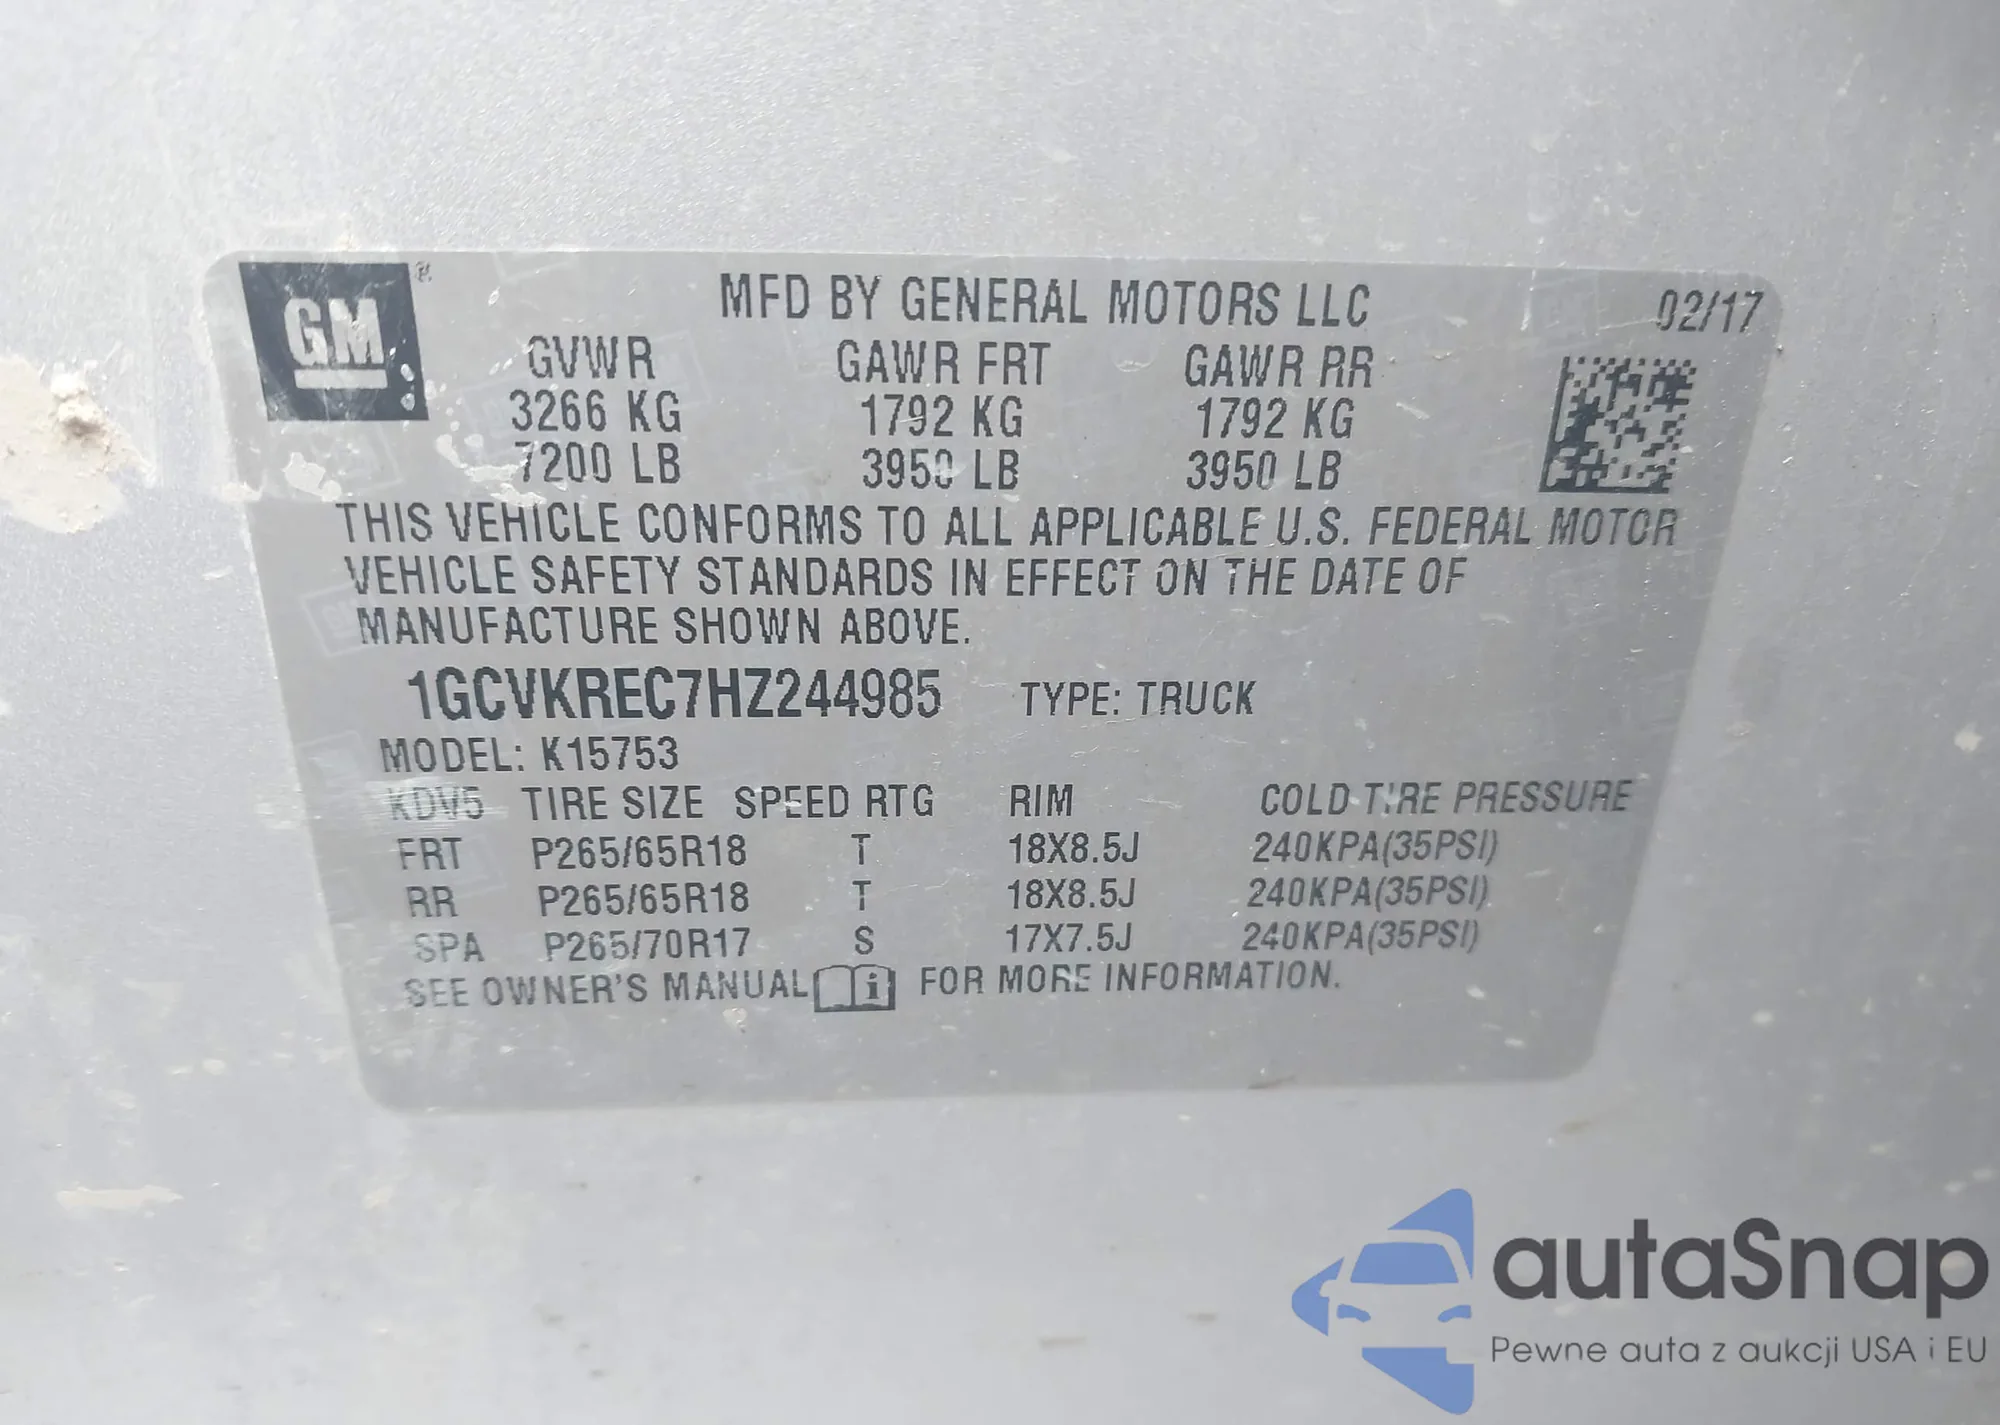 GM ®
MFD BY GENERAL MOTORS LLC 02/17
GVWR GAWR FRT GAWR RR
3266 KG 1792 KG 1792 KG
7200 LB 3950 LB 3950 LB
THIS VEHICLE CONFORMS TO ALL APPLICABLE U.S. FEDERAL MOTOR
VEHICLE SAFETY STANDARDS IN EFFECT ON THE DATE OF
MANUFACTURE SHOWN ABOVE.
1GCVKREC7HZ244985 TYPE: TRUCK
MODEL: K15753
KDV5 TIRE SIZE SPEED RTG RIM COLD TIRE PRESSURE
FRT P265/65R18 T 18X8.5J 240KPA(35PSI)
RR P265/65R18 T 18X8.5J 240KPA(35PSI)
SPA P265/70R17 S 17X7.5J 240KPA(35PSI)
SEE OWNER'S MANUAL i FOR MORE INFORMATION.
autaSnap
Pewne auta z aukcji USA i EU